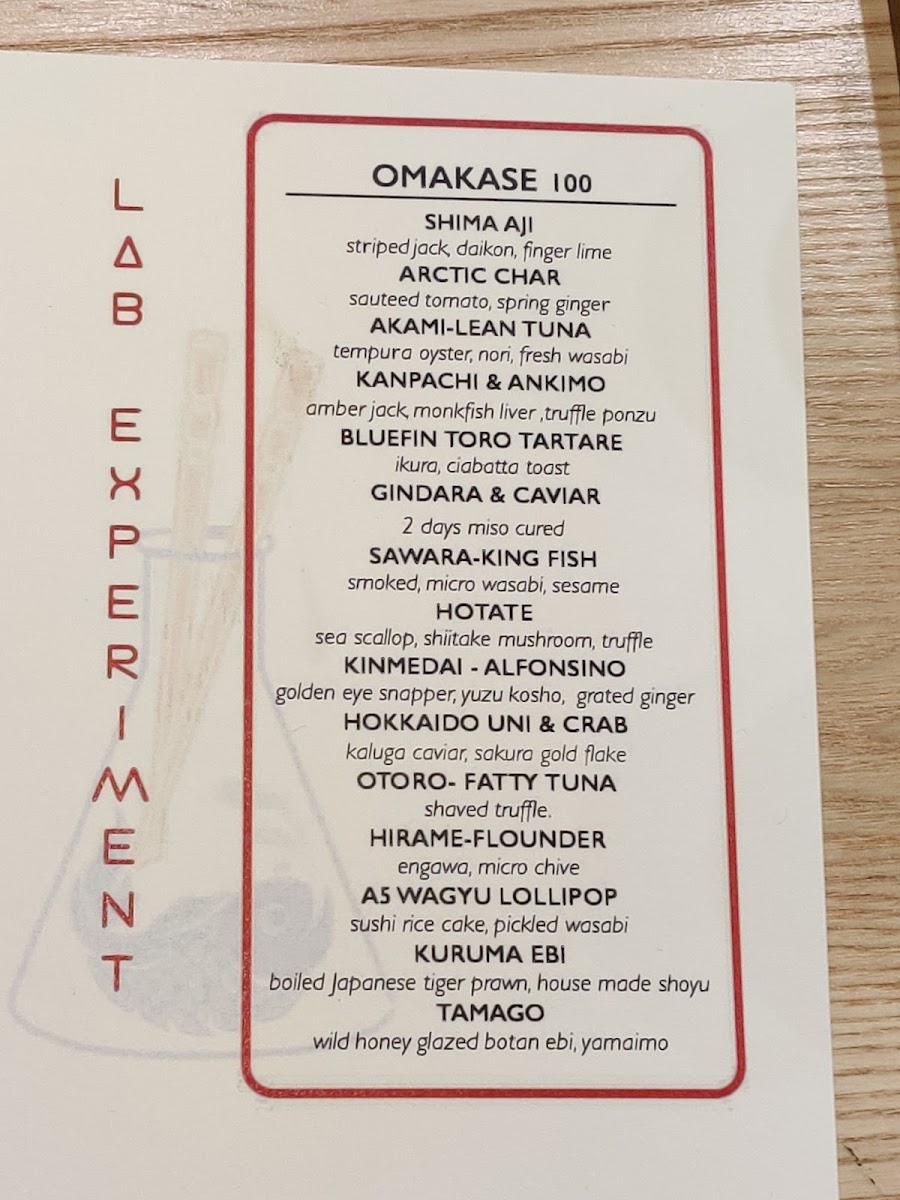 LAB EXPERIMENT
OMAKASE 100
SHIMA AJI
striped jack, daikon, finger lime
ARCTIC CHAR
sauteed tomato, spring ginger
AKAMI-LEAN TUNA
tempura oyster, nori, fresh wasabi
KANPACHI & ANKIMO
amber jack, monkfish liver ,truffle ponzu
BLUEFIN TORO TARTARE
ikura, ciabatta toast
GINDARA & CAVIAR
2 days miso cured
SAWARA-KING FISH
smoked, micro wasabi, sesame
HOTATE
sea scallop, shiitake mushroom, truffle
KINMEDAI - ALFONSINO
golden eye snapper, yuzu kosho, grated ginger
HOKKAIDO UNI & CRAB
kaluga caviar, sakura gold flake
OTORO- FATTY TUNA
shaved truffle.
HIRAME-FLOUNDER
engawa, micro chive
A5 WAGYU LOLLIPOP
sushi rice cake, pickled wasabi
KURUMA EBI
boiled Japanese tiger prawn, house made shoyu
TAMAGO
wild honey glazed botan ebi, yamaimo